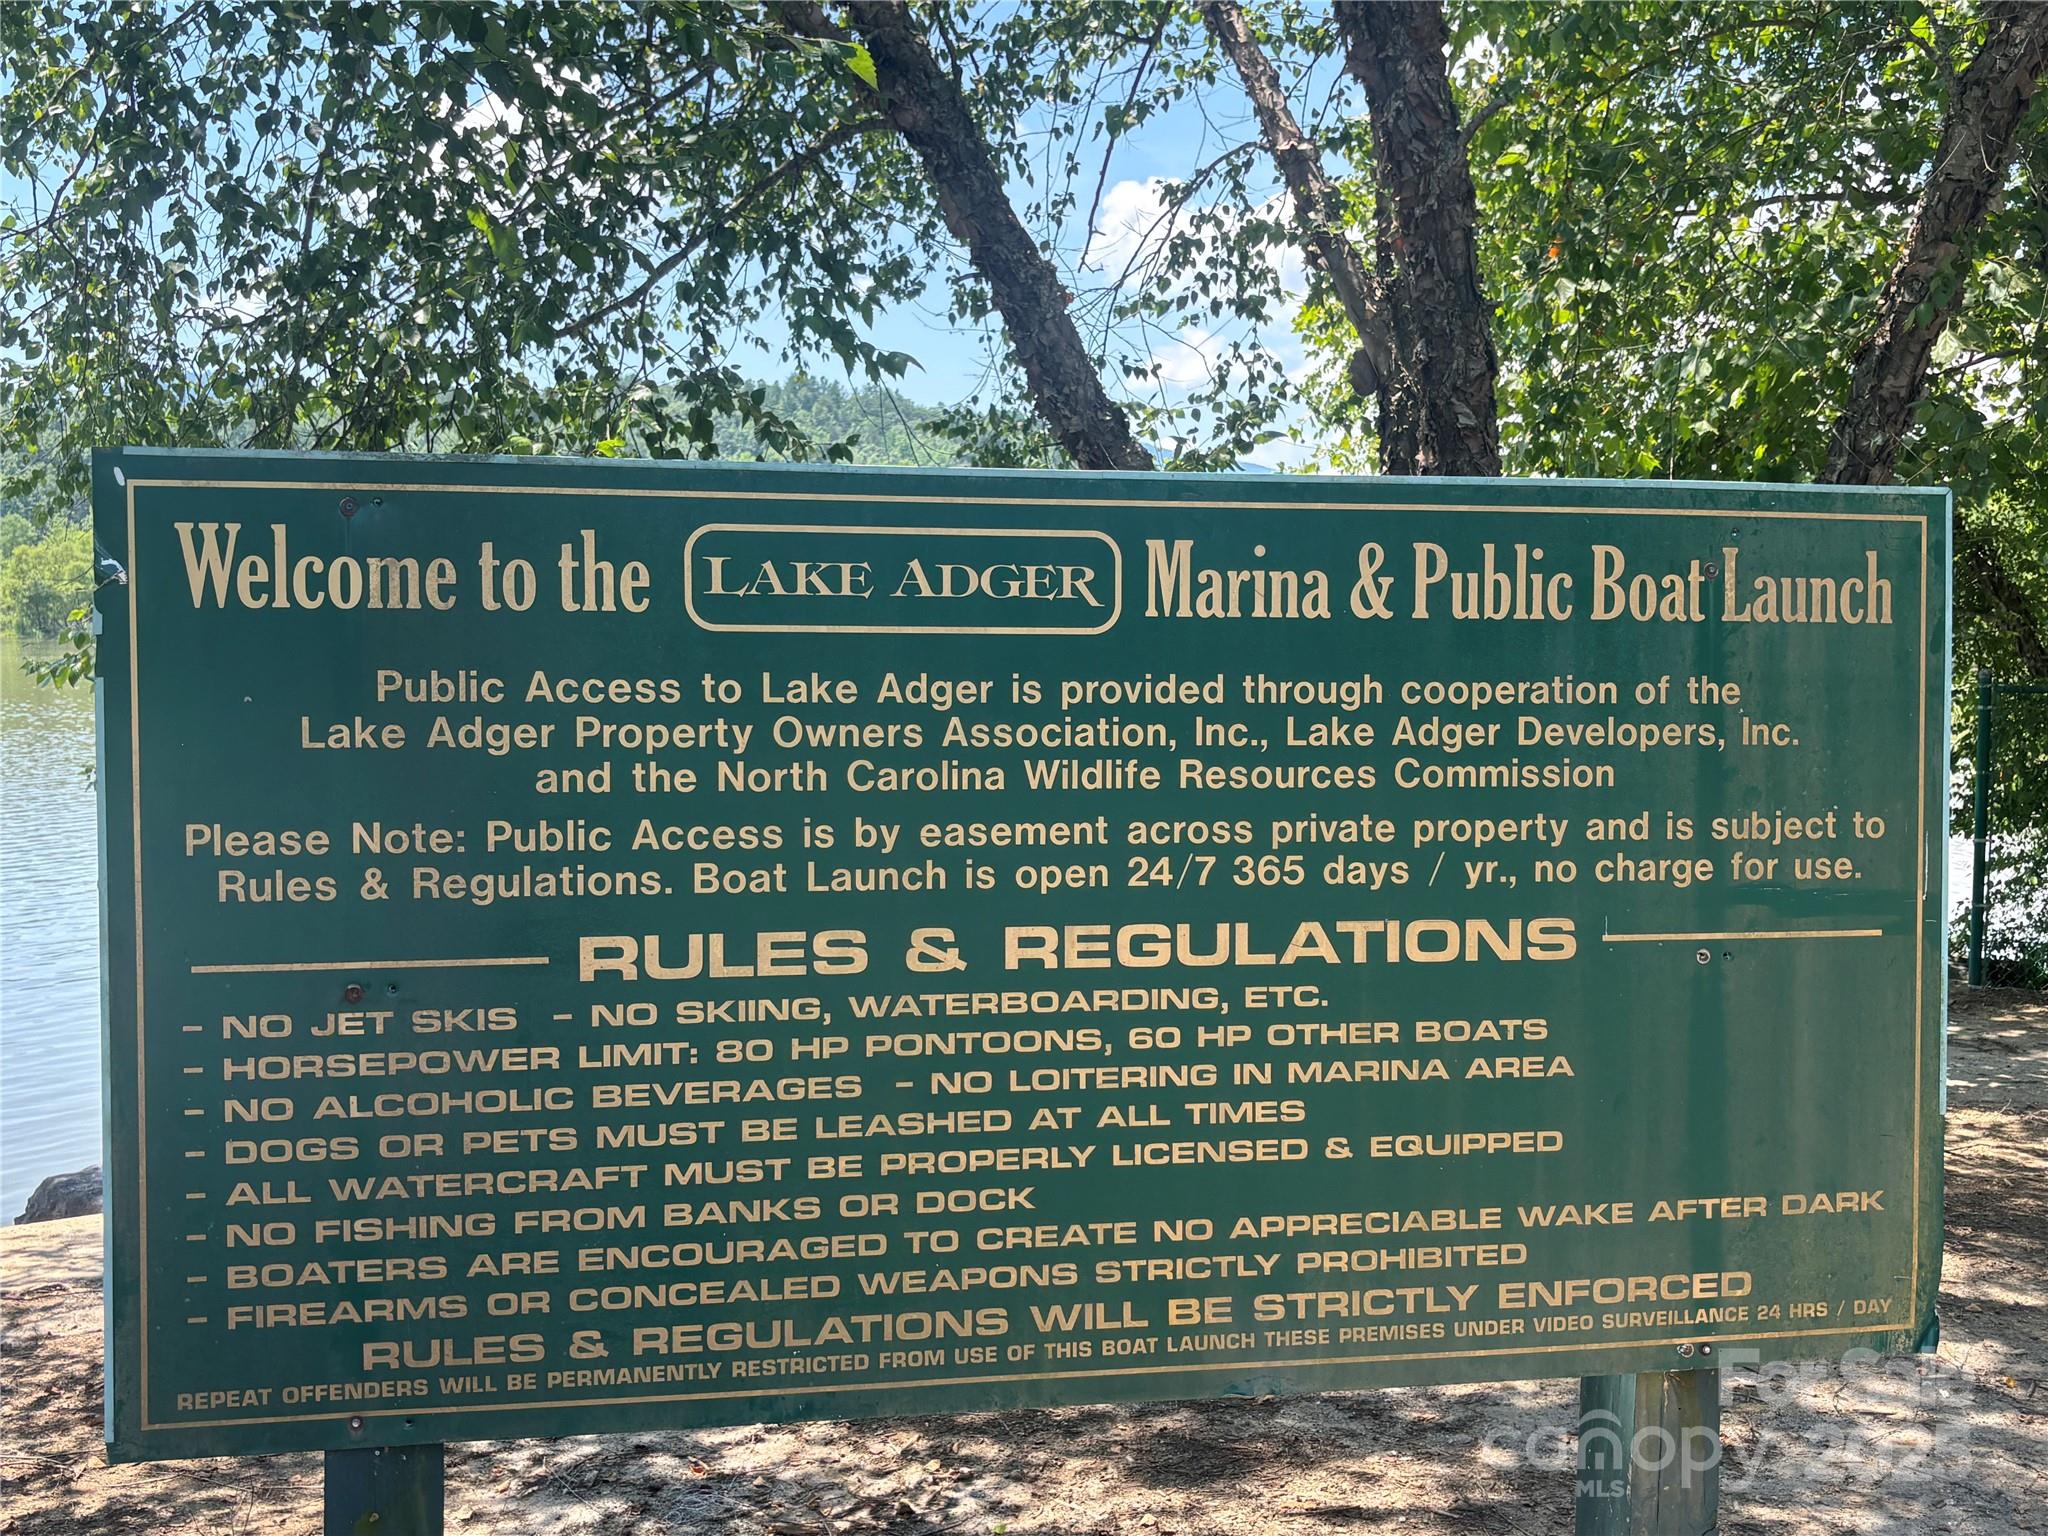 Welcome to the LAKE ADGER Marina & Public Boat Launch
Public Access to Lake Adger is provided through cooperation of the
Lake Adger Property Owners Association, Inc., Lake Adger Developers, Inc.
and the North Carolina Wildlife Resources Commission
Please Note: Public Access is by easement across private property and is subject to
Rules & Regulations. Boat Launch is open 24/7 365 days / yr., no charge for use.
RULES & REGULATIONS
- NO JET SKIS - NO SKIING, WATERBOARDING, ETC.
- HORSEPOWER LIMIT: 80 HP PONTOONS, 60 HP OTHER BOATS
- NO ALCOHOLIC BEVERAGES - NO LOITERING IN MARINA AREA
- DOGS OR PETS MUST BE LEASHED AT ALL TIMES
- ALL WATERCRAFT MUST BE PROPERLY LICENSED & EQUIPPED
- NO FISHING FROM BANKS OR DOCK
- BOATERS ARE ENCOURAGED TO CREATE NO APPRECIABLE WAKE AFTER DARK
- FIREARMS OR CONCEALED WEAPONS STRICTLY PROHIBITED
RULES & REGULATIONS WILL BE STRICTLY ENFORCED
REPEAT OFFENDERS WILL BE PERMANENTLY RESTRICTED FROM USE OF THIS BOAT LAUNCH THESE PREMISES UNDER VIDEO SURVEILLANCE 24 HRS / DAY
For Sale
canopy 2025
MLS